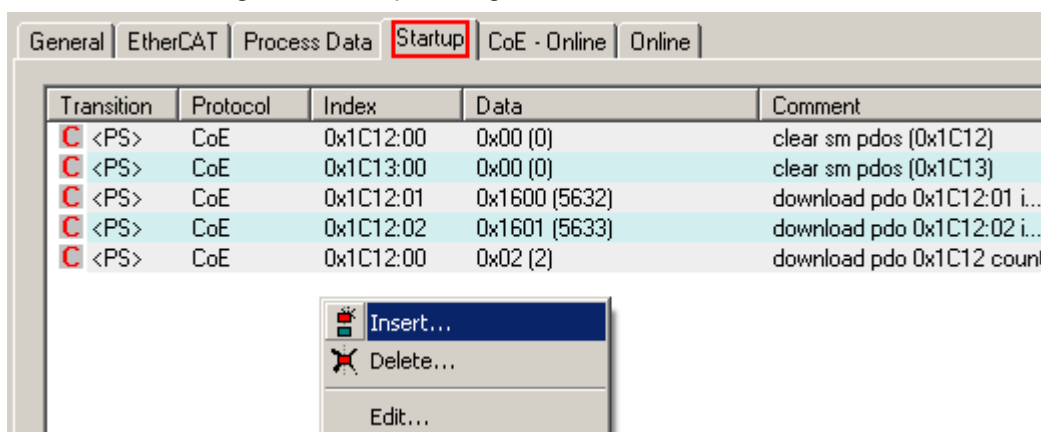 General EtherCAT Process Data Startup CoE - Online Online
Transition Protocol Index Data Comment
C <PS> CoE 0x1C12:00 0x00 (0) clear sm pdos (0x1C12)
C <PS> CoE 0x1C13:00 0x00 (0) clear sm pdos (0x1C13)
C <PS> CoE 0x1C12:01 0x1600 (5632) download pdo 0x1C12:01 i...
C <PS> CoE 0x1C12:02 0x1601 (5633) download pdo 0x1C12:02 i...
C <PS> CoE 0x1C12:00 0x02 (2) download pdo 0x1C12 coun
Insert...
Delete...
Edit...